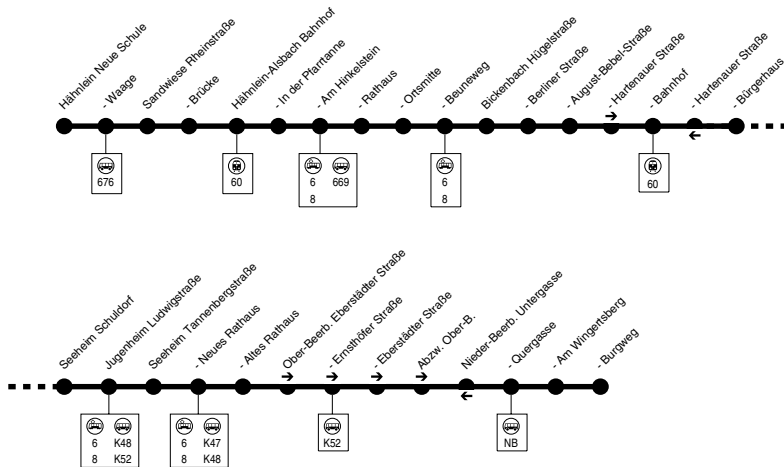 Hähnlein Neue Schule
- Waage
Sandwiese Rheinstraße
- Brücke
Hähnlein-Alsbach Bahnhof
- In der Pfarrtanne
- Am Hinkelstein
- Rathaus
- Ortsmitte
- Beuneweg
Bickenbach Hügelstraße
- Berliner Straße
- August-Bebel-Straße
- Hartenauer Straße
- Bahnhof
- Hartenauer Straße
- Bürgerhaus
676
60
6 669
8
6
8
60
Seeheim Schuldorf
Jugenheim Ludwigstraße
Seeheim Tannenbergstraße
- Neues Rathaus
- Altes Rathaus
Ober-Beerb. Eberstädter Straße
- Ernsthöfer Straße
- Eberstädter Straße
Abzw. Ober-B.
Nieder-Beerb. Untergasse
- Quergasse
- Am Wingertsberg
- Burgweg
6 K48
8 K52
6 K47
8 K48
K52
NB